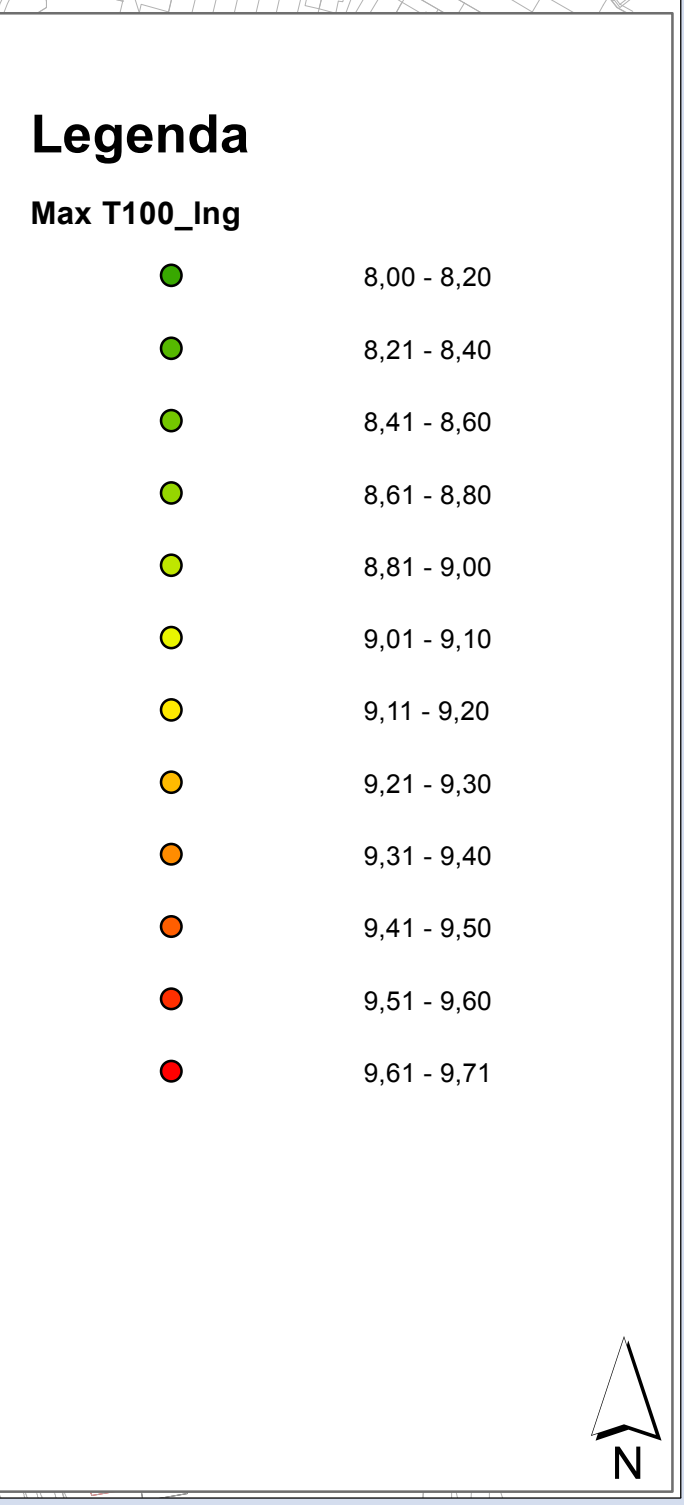 Legenda
Max T100_Ing
8,00 - 8,20
8,21 - 8,40
8,41 - 8,60
8,61 - 8,80
8,81 - 9,00
9,01 - 9,10
9,11 - 9,20
9,21 - 9,30
9,31 - 9,40
9,41 - 9,50
9,51 - 9,60
9,61 - 9,71
N